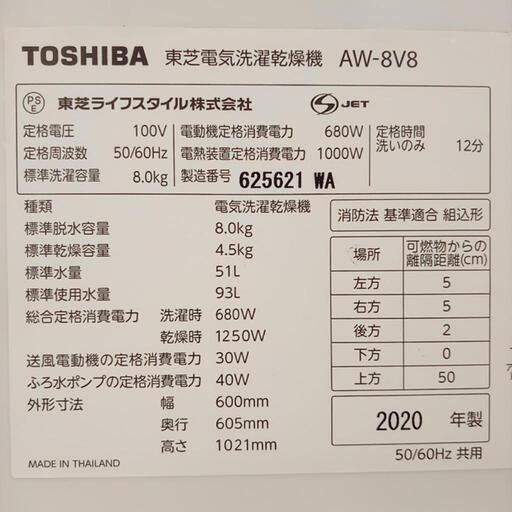 TOSHIBA 東芝電気洗濯乾燥機 AW-8V8
PS E 東芝ライフスタイル株式会社 S JET
定格電圧 100V 電動機定格消費電力 680W 定格時間
定格周波数 50/60Hz 電熱装置定格消費電力 1000W 洗いのみ 12分
標準洗濯容量 8.0kg 製造番号 625621 WA
種類 電気洗濯乾燥機
標準脱水容量 8.0kg
標準乾燥容量 4.5kg
標準水量 51L
標準使用水量 93L
総合定格消費電力 洗濯時 680W
乾燥時 1250W
送風電動機の定格消費電力 30W
ふろ水ポンプの定格消費電力 40W
外形寸法 幅 600mm
奥行 605mm
高さ 1021mm
MADE IN THAILAND
消防法 基準適合 組込形
場所 可燃物からの離隔距離(cm)
左方 5
右方 5
後方 2
下方 0
上方 50
2020 年製
50/60Hz 共用